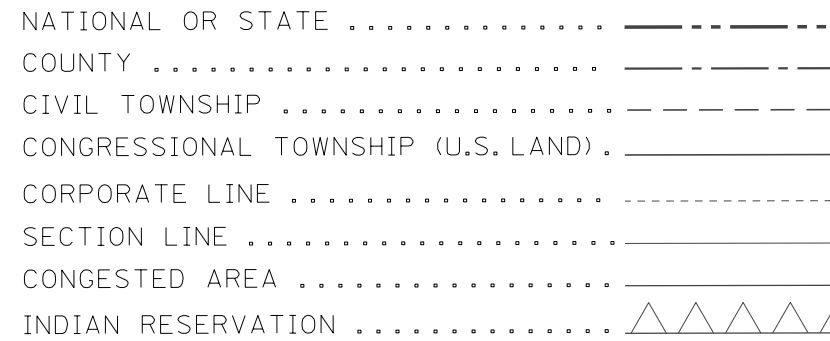 NATIONAL OR STATE . . . . . . . . . . . . . .
COUNTY . . . . . . . . . . . . . . . . . . . . . . . .
CIVIL TOWNSHIP . . . . . . . . . . . . . . . . . .
CONGRESSIONAL TOWNSHIP (U.S. LAND) .
CORPORATE LINE . . . . . . . . . . . . . . . . .
SECTION LINE . . . . . . . . . . . . . . . . . . . .
CONGESTED AREA . . . . . . . . . . . . . . . . .
INDIAN RESERVATION . . . . . . . . . . . . . .